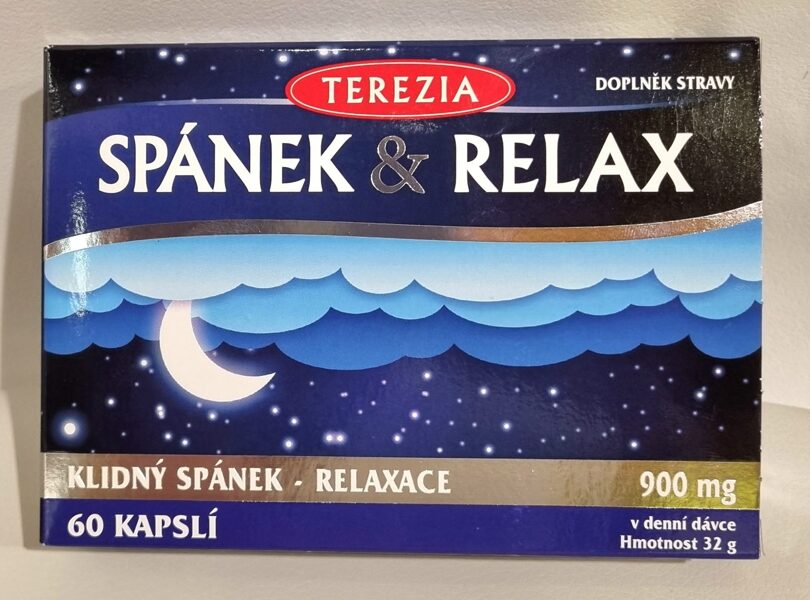 TEREZIA
DOPLNĚK STRAVY
SPÁNEK & RELAX
KLIDNÝ SPÁNEK - RELAXACE
900 mg
60 KAPSLÍ
v denní dávce
Hmotnost 32 g